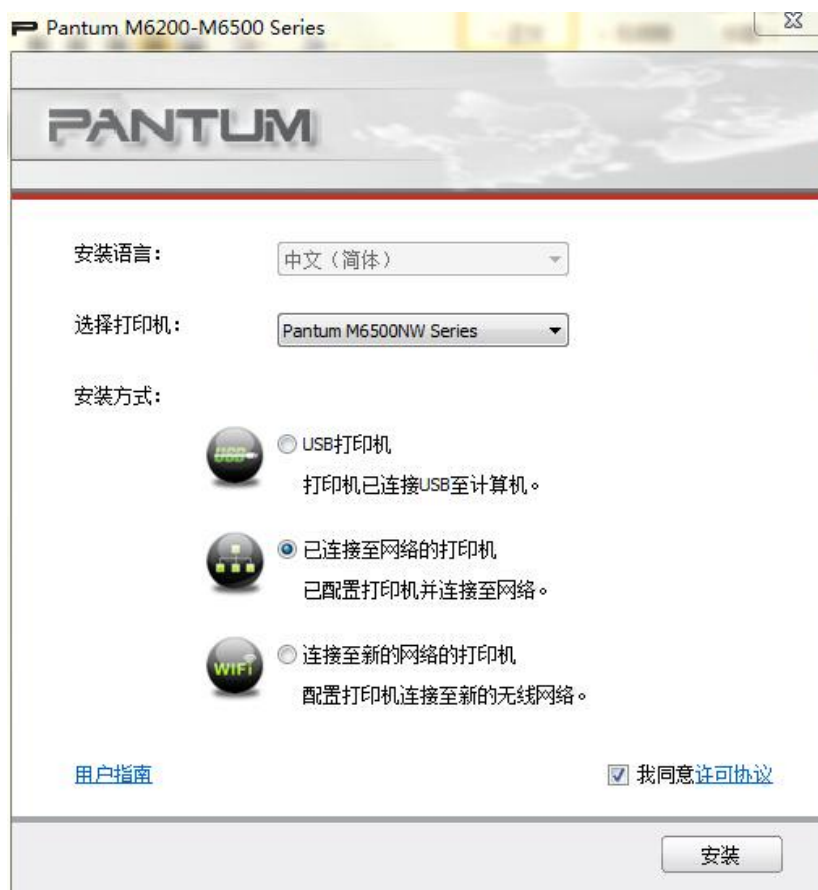 Pantum M6200-M6500 Series
PANTUM
安装语言：
中文（简体）
选择打印机：
Pantum M6500NW Series
安装方式：
USB
USB打印机
打印机已连接USB至计算机。
已连接至网络的打印机
已配置打印机并连接至网络。
WIFI
连接至新的网络的打印机
配置打印机连接至新的无线网络。
用户指南
我同意许可协议
安装